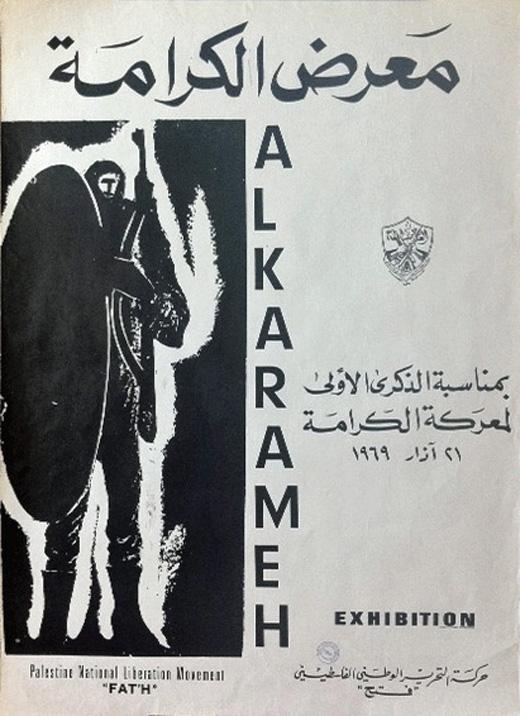 معرض الكرامة
ALKARAMEH
بمناسبة الذكرى الأولى
لمعركة الكرامة
٢١ آذار ١٩٦٩
EXHIBITION
Palestine National Liberation Movement
"FAT'H"
حركة التحرير الوطني الفلسطيني
"فتح"